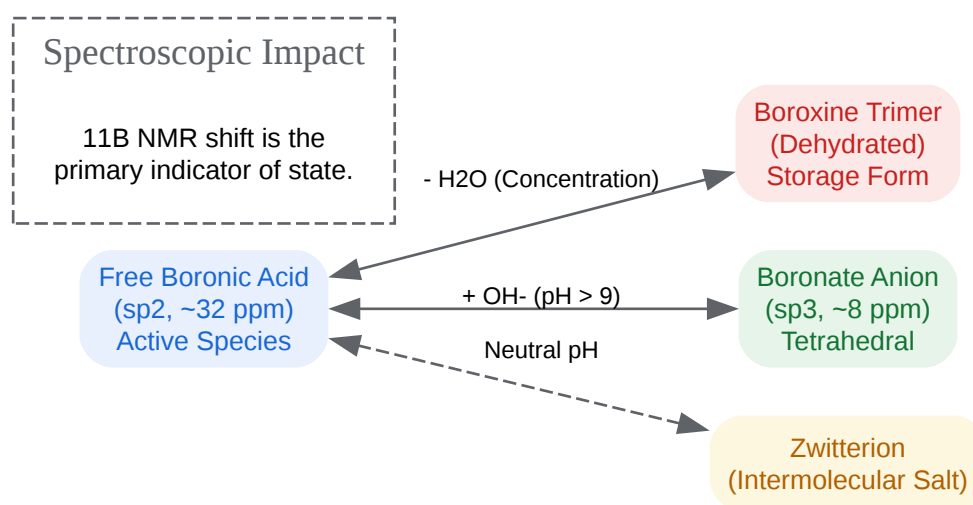 Spectroscopic Impact
11B NMR shift is the
primary indicator of state.
Boroxine Trimer
(Dehydrated)
Storage Form
- H2O (Concentration)
Free Boronic Acid
(sp2, ~32 ppm)
Active Species
+ OH- (pH > 9)
Boronate Anion
(sp3, ~8 ppm)
Tetrahedral
Neutral pH
Zwitterion
(Intermolecular Salt)